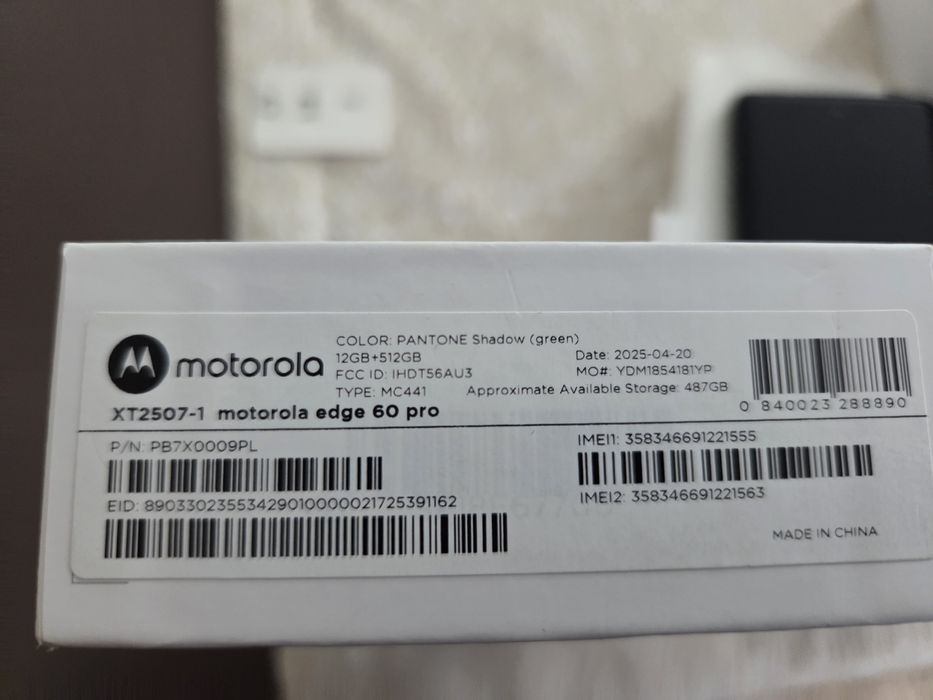 motorola
COLOR: PANTONE Shadow (green)
12GB+512GB
FCC ID: IHDT56AU3
TYPE: MC441
Date: 2025-04-20
MO#: YDM1854181YP
Approximate Available Storage: 487GB
0 840023 288890
XT2507-1 motorola edge 60 pro
P/N: PB7X0009PL
EID: 89033023553429010000021725391162
IMEI1: 358346691221555
IMEI2: 358346691221563
MADE IN CHINA